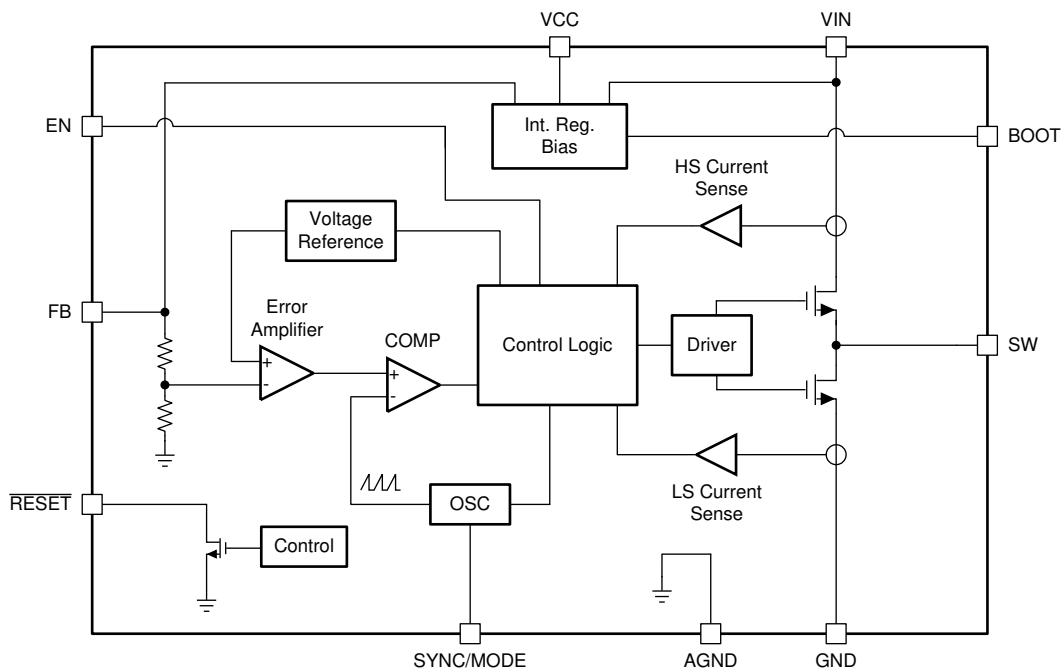 VCC
VIN
EN
Int. Reg.
Bias
BOOT
HS Current
Sense
Voltage
Reference
FB
Error
Amplifier
COMP
Control Logic
Driver
SW
+
-
+
-
RESET
OSC
LS Current
Sense
Control
SYNC/MODE
AGND
GND